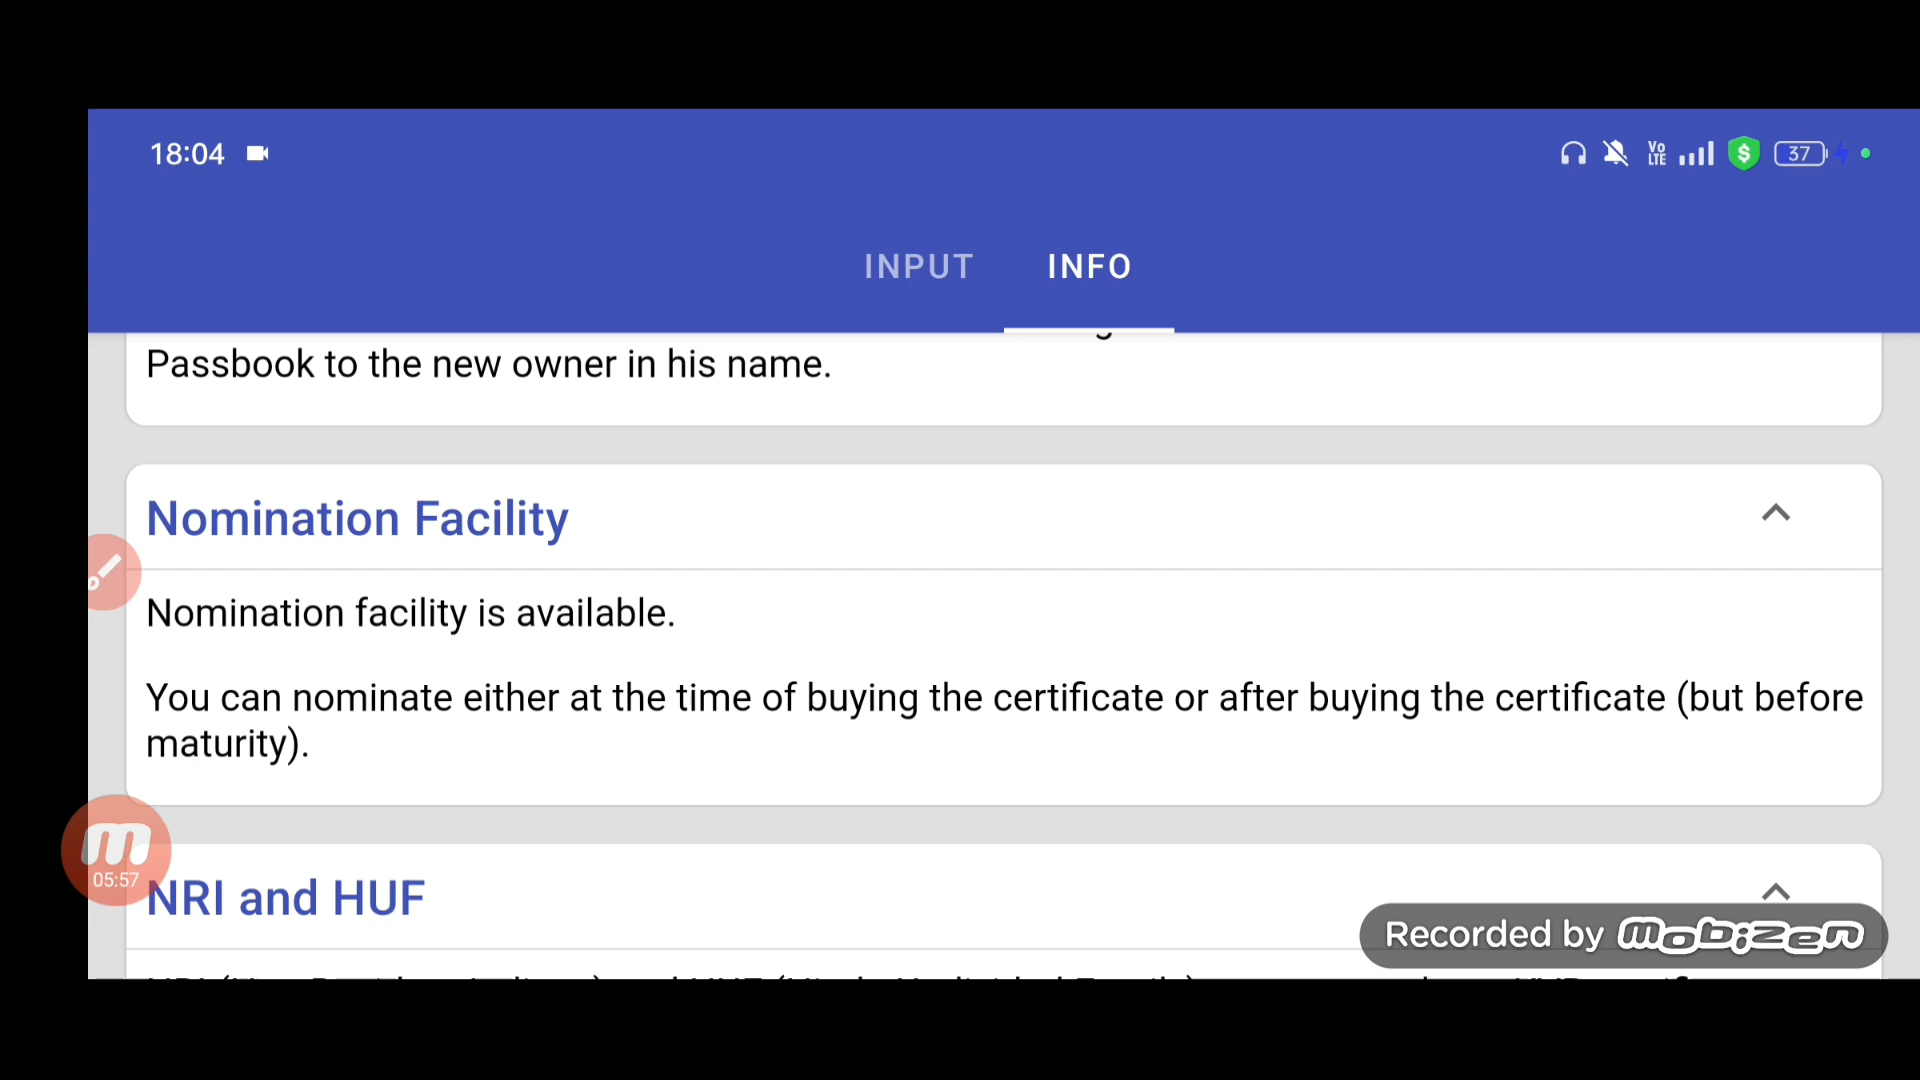 18:04
Vo
LTE
$
37
INPUT INFO
Passbook to the new owner in his name.
Nomination Facility
Nomination facility is available.
You can nominate either at the time of buying the certificate or after buying the certificate (but before
maturity).
m
05:57
NRI and HUF
Recorded by mobizen